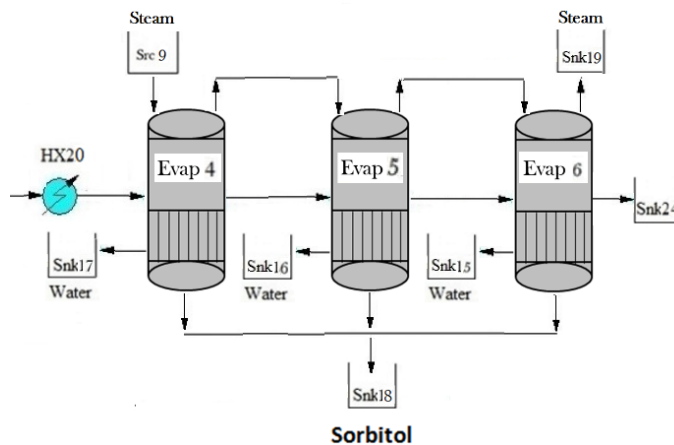 Steam
Steam
Src 9
Snk19
HX20
Evap 4
Evap 5
Evap 6
Snk24
Snk17
Snk16
Snk15
Water
Water
Water
Snk18
Sorbitol